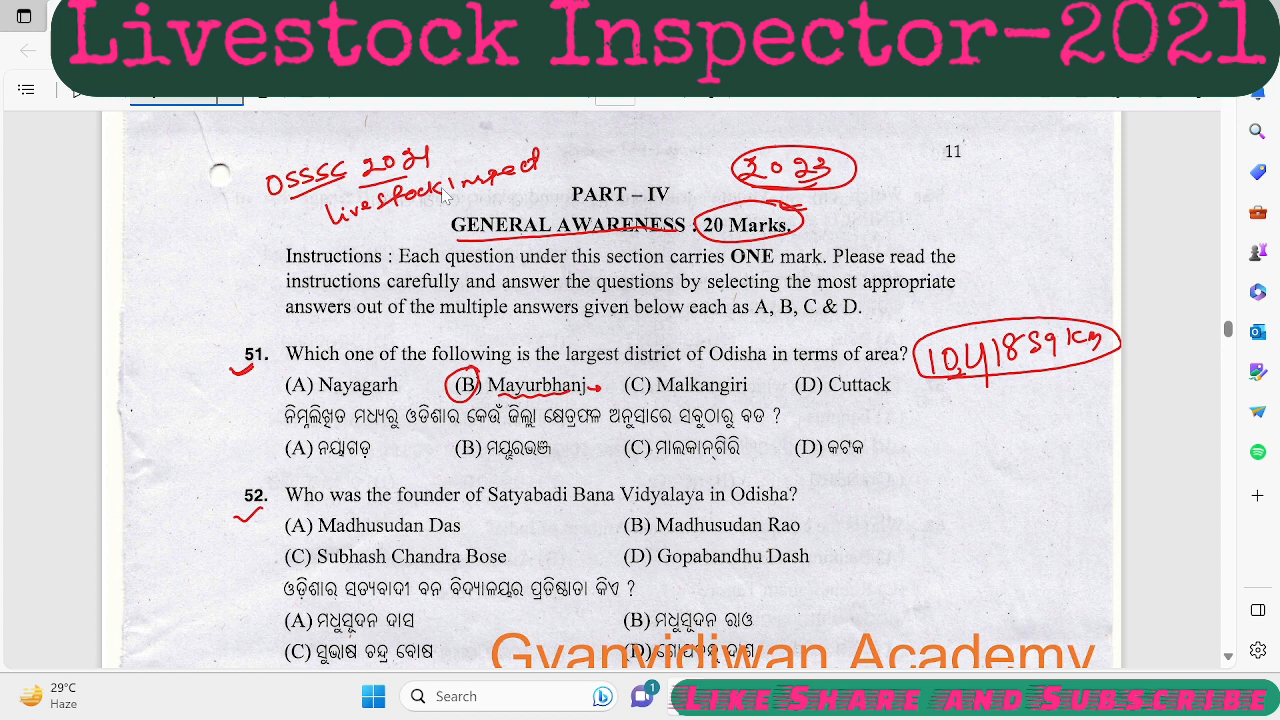 Livestock Inspector-2021
11
OSSSC 2021
livestock Inspect
2023
PART – IV
GENERAL AWARENESS : 20 Marks.
Instructions : Each question under this section carries ONE mark. Please read the
instructions carefully and answer the questions by selecting the most appropriate
answers out of the multiple answers given below each as A, B, C & D.
51. Which one of the following is the largest district of Odisha in terms of area?
10,418 sq km
(A) Nayagarh (B) Mayurbhanj (C) Malkangiri (D) Cuttack
ନିମ୍ନଲିଖିତ ମଧ୍ୟରୁ ଓଡିଶାର କେଉଁ ଜିଲ୍ଲା କ୍ଷେତ୍ରଫଳ ଅନୁସାରେ ସବୁଠାରୁ ବଡ ?
(A) ନୟାଗଡ଼ (B) ମୟୂରଭଞ୍ଜ (C) ମାଲକାନ୍‌ଗିରି (D) କଟକ
52. Who was the founder of Satyabadi Bana Vidyalaya in Odisha?
(A) Madhusudan Das (B) Madhusudan Rao
(C) Subhash Chandra Bose (D) Gopabandhu Dash
ଓଡ଼ିଶାର ସତ୍ୟବାଦୀ ବନ ବିଦ୍ୟାଳୟର ପ୍ରତିଷ୍ଠାତା କିଏ ?
(A) ମଧୁସୂଦନ ଦାସ (B) ମଧୁସୂଦନ ରାଓ
(C) ସୁଭାଷ ଚନ୍ଦ୍ର ବୋଷ (D)
Gyanvidiwan Academy
29°C
Haze
Search
1
Like Share and Subscribe